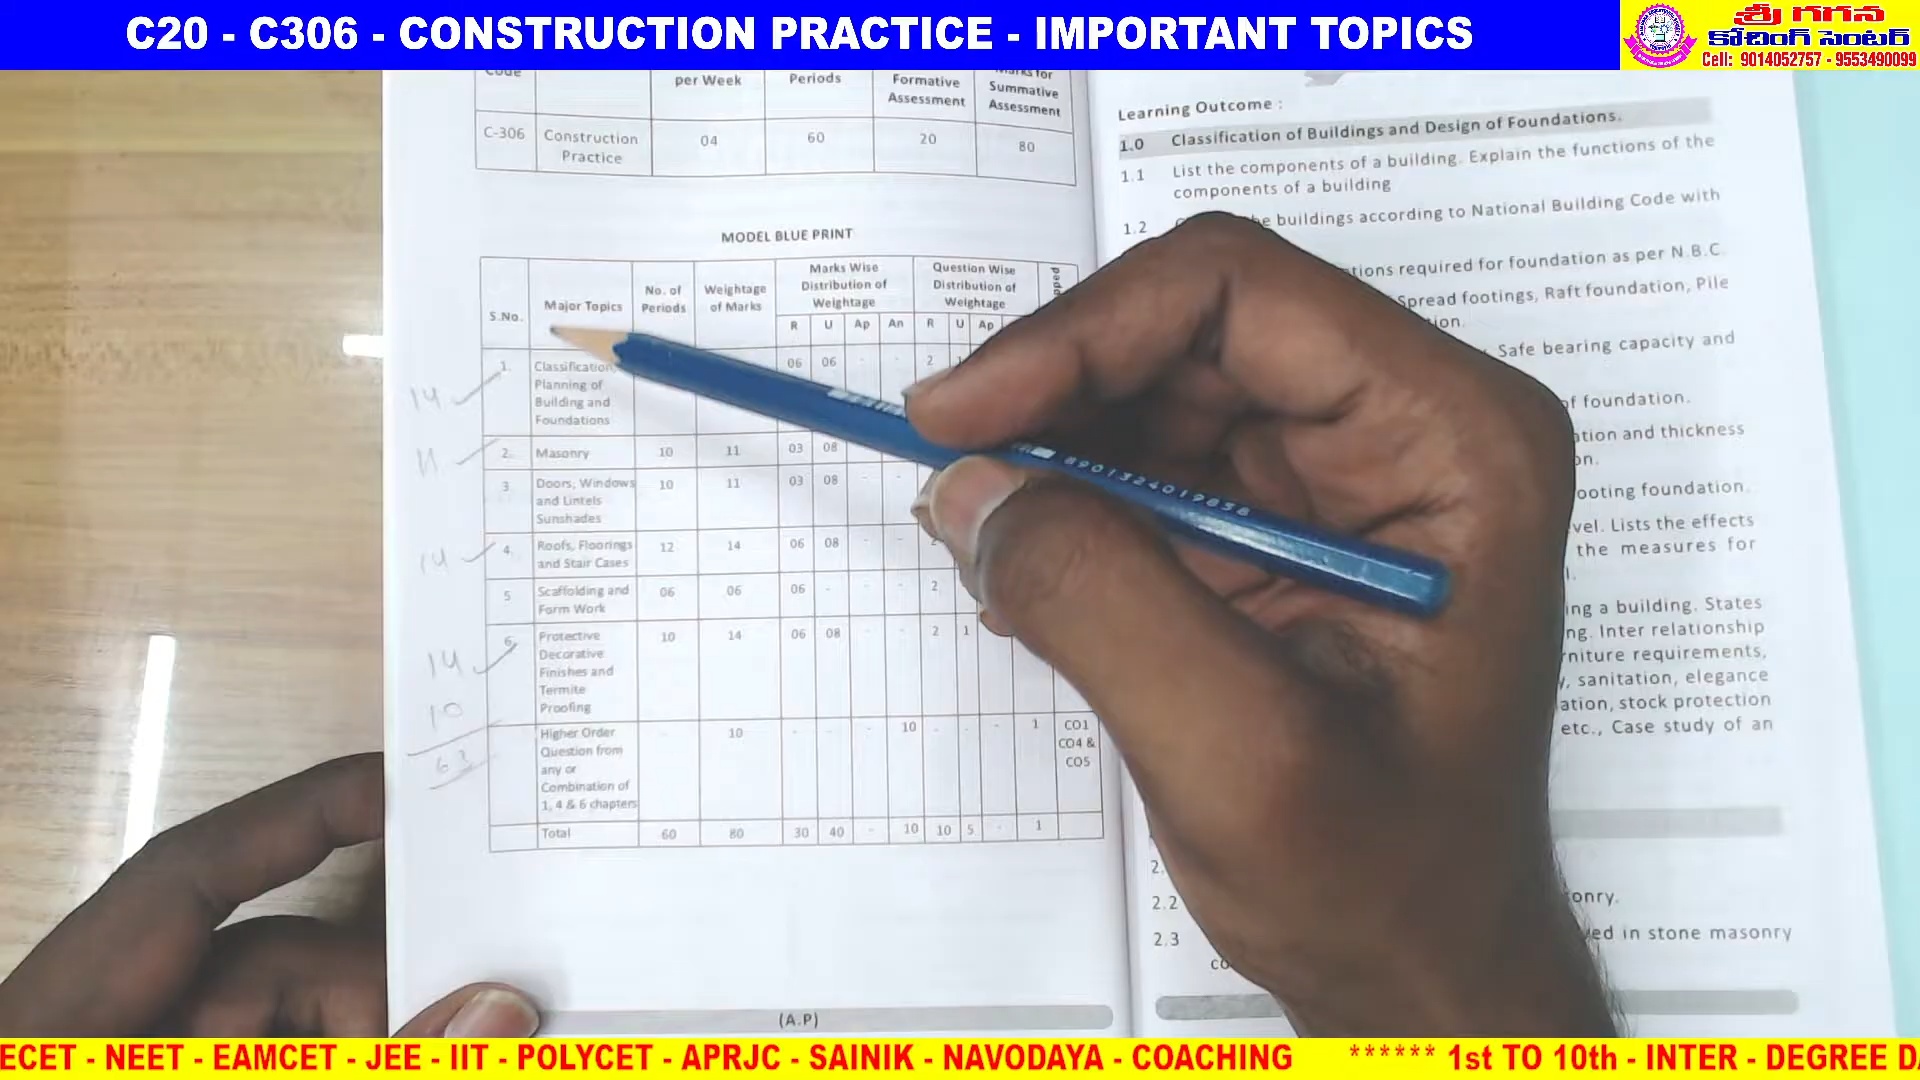 C20 - C306 - CONSTRUCTION PRACTICE - IMPORTANT TOPICS
శ్రీ గగన
కోచింగ్ సెంటర్
Cell: 9014052757 - 9553490099
Code per Week Periods Formative Assessment Marks for Summative Assessment
C-306 Construction Practice 04 60 20 80
MODEL BLUE PRINT
S.No. Major Topics No. of Periods Weightage of Marks Marks Wise Distribution of Weightage Question Wise Distribution of Weightage
R U Ap An R U Ap
1. Classification, Planning of Building and Foundations 06 06 - - 2
2. Masonry 10 11 03 08
3 Doors, Windows and Lintels Sunshades 10 11 03 08 - -
4. Roofs, Floorings and Stair Cases 12 14 06 08 - - 2
5 Scaffolding and Form Work 06 06 06 - - - 2
6. Protective Decorative Finishes and Termite Proofing 10 14 06 08 - - 2 1
Higher Order Question from any or Combination of 1, 4 & 6 chapters - 10 - - - 10 - - - 1 CO1 CO4 & CO5
Total 60 80 30 40 - 10 10 5 - 1
14
11
14
14
10
63
(A.P)
Learning Outcome :
1.0 Classification of Buildings and Design of Foundations.
1.1 List the components of a building. Explain the functions of the
components of a building
1.2 buildings according to National Building Code with
required for foundation as per N.B.C.
Spread footings, Raft foundation, Pile
Safe bearing capacity and
of foundation.
and thickness
footing foundation.
Lists the effects
the measures for
a building. States
Inter relationship
requirements,
sanitation, elegance
stock protection
etc., Case study of an
2.2
2.3 in stone masonry
8901324019838
ECET - NEET - EAMCET - JEE - IIT - POLYCET - APRJC - SAINIK - NAVODAYA - COACHING ****** 1st TO 10th - INTER - DEGREE